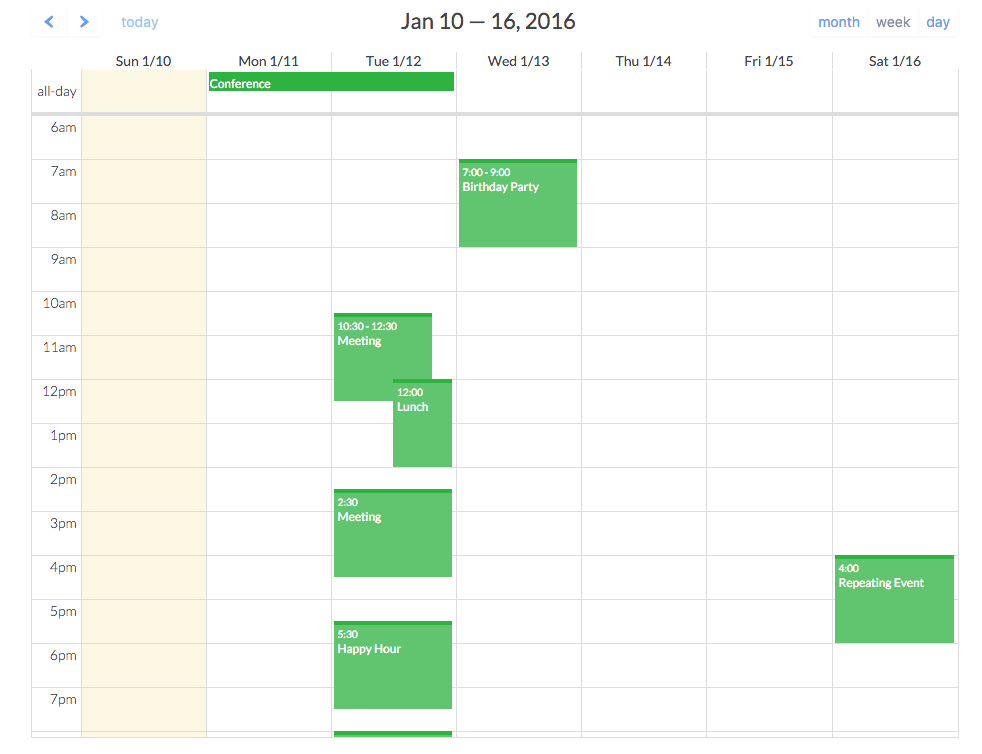 today
Jan 10 — 16, 2016
month week day
Sun 1/10 Mon 1/11 Tue 1/12 Wed 1/13 Thu 1/14 Fri 1/15 Sat 1/16
all-day
Conference
6am
7am
7:00 - 9:00
Birthday Party
8am
9am
10am
10:30 - 12:30
Meeting
11am
12pm
12:00
Lunch
1pm
2pm
2:30
Meeting
3pm
4pm
4:00
Repeating Event
5pm
5:30
Happy Hour
6pm
7pm